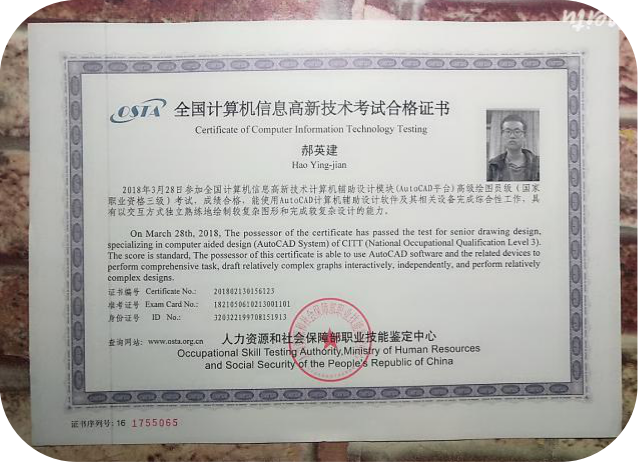 OSTA
全国计算机信息高新技术考试合格证书
Certificate of Computer Information Technology Testing
郝英建
Hao Ying-jian
2018年3月28日参加全国计算机信息高新技术计算机辅助设计模块(AutoCAD平台)高级绘图员级（国家
职业资格三级）考试，成绩合格，能使用AutoCAD计算机辅助设计软件及其相关设备完成综合性工作，具
有以交互方式独立熟练地绘制较复杂图形和完成较复杂设计的能力。
On March 28th, 2018, The possessor of the certificate has passed the test for senior drawing design,
specializing in computer aided design (AutoCAD System) of CITT (National Occupational Qualification Level 3).
The score is standard, The possessor of this certificate is able to use AutoCAD software and the related devices to
perform comprehensive task, draft relatively complex graphs interactively, independently, and perform relatively
complex designs.
证书编号 Certificate No.: 201802130156123
准考证号 Exam Card No.: 1821050610213001101
身份证号 ID No.: 320322199708151913
查询网站: www.osta.org.cn 人力资源和社会保障部职业技能鉴定中心
Occupational Skill Testing Authority,Ministry of Human Resources
and Social Security of the People's Republic of China
证书序列号: 16 1755065